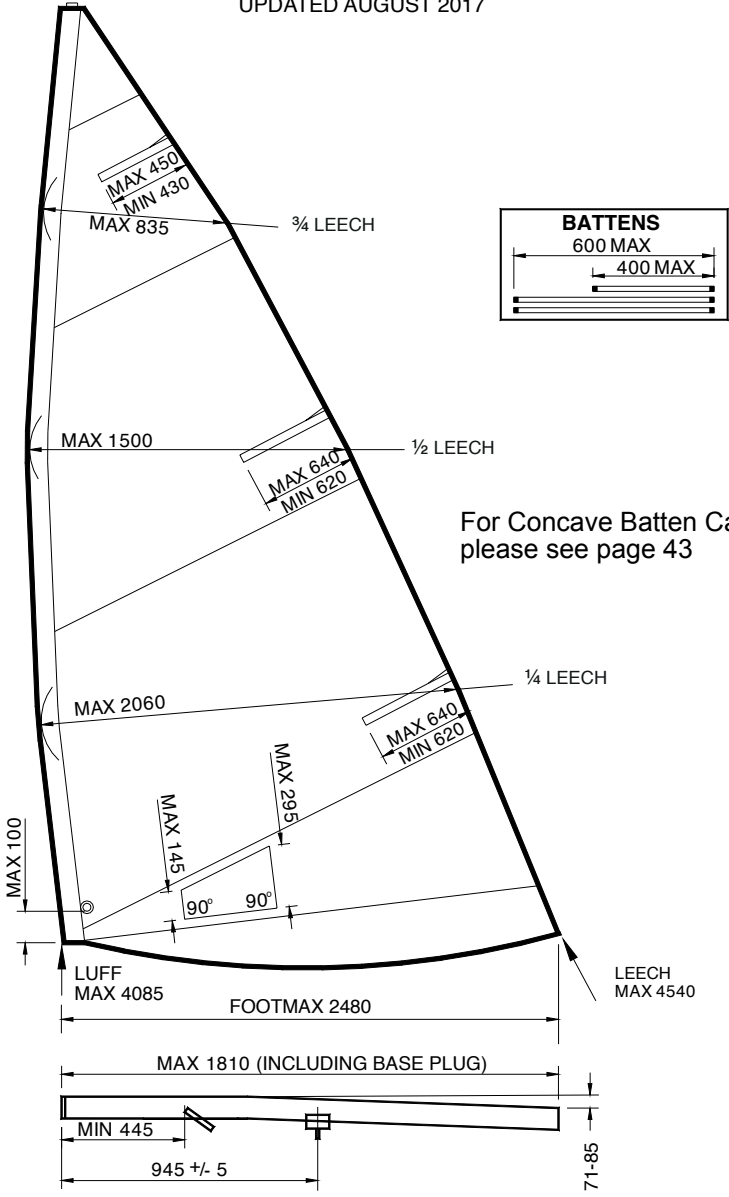 UPDATED AUGUST 2017
MAX 450
MIN 430
MAX 835
¾ LEECH
BATTENS
600 MAX
400 MAX
MAX 1500
½ LEECH
MAX 640
MIN 620
For Concave Batten Ca
please see page 43
¼ LEECH
MAX 2060
MAX 640
MIN 620
MAX 295
MAX 145
MAX 100
90°
90°
LUFF
MAX 4085
LEECH
MAX 4540
FOOTMAX 2480
MAX 1810 (INCLUDING BASE PLUG)
MIN 445
945 +/- 5
71-85